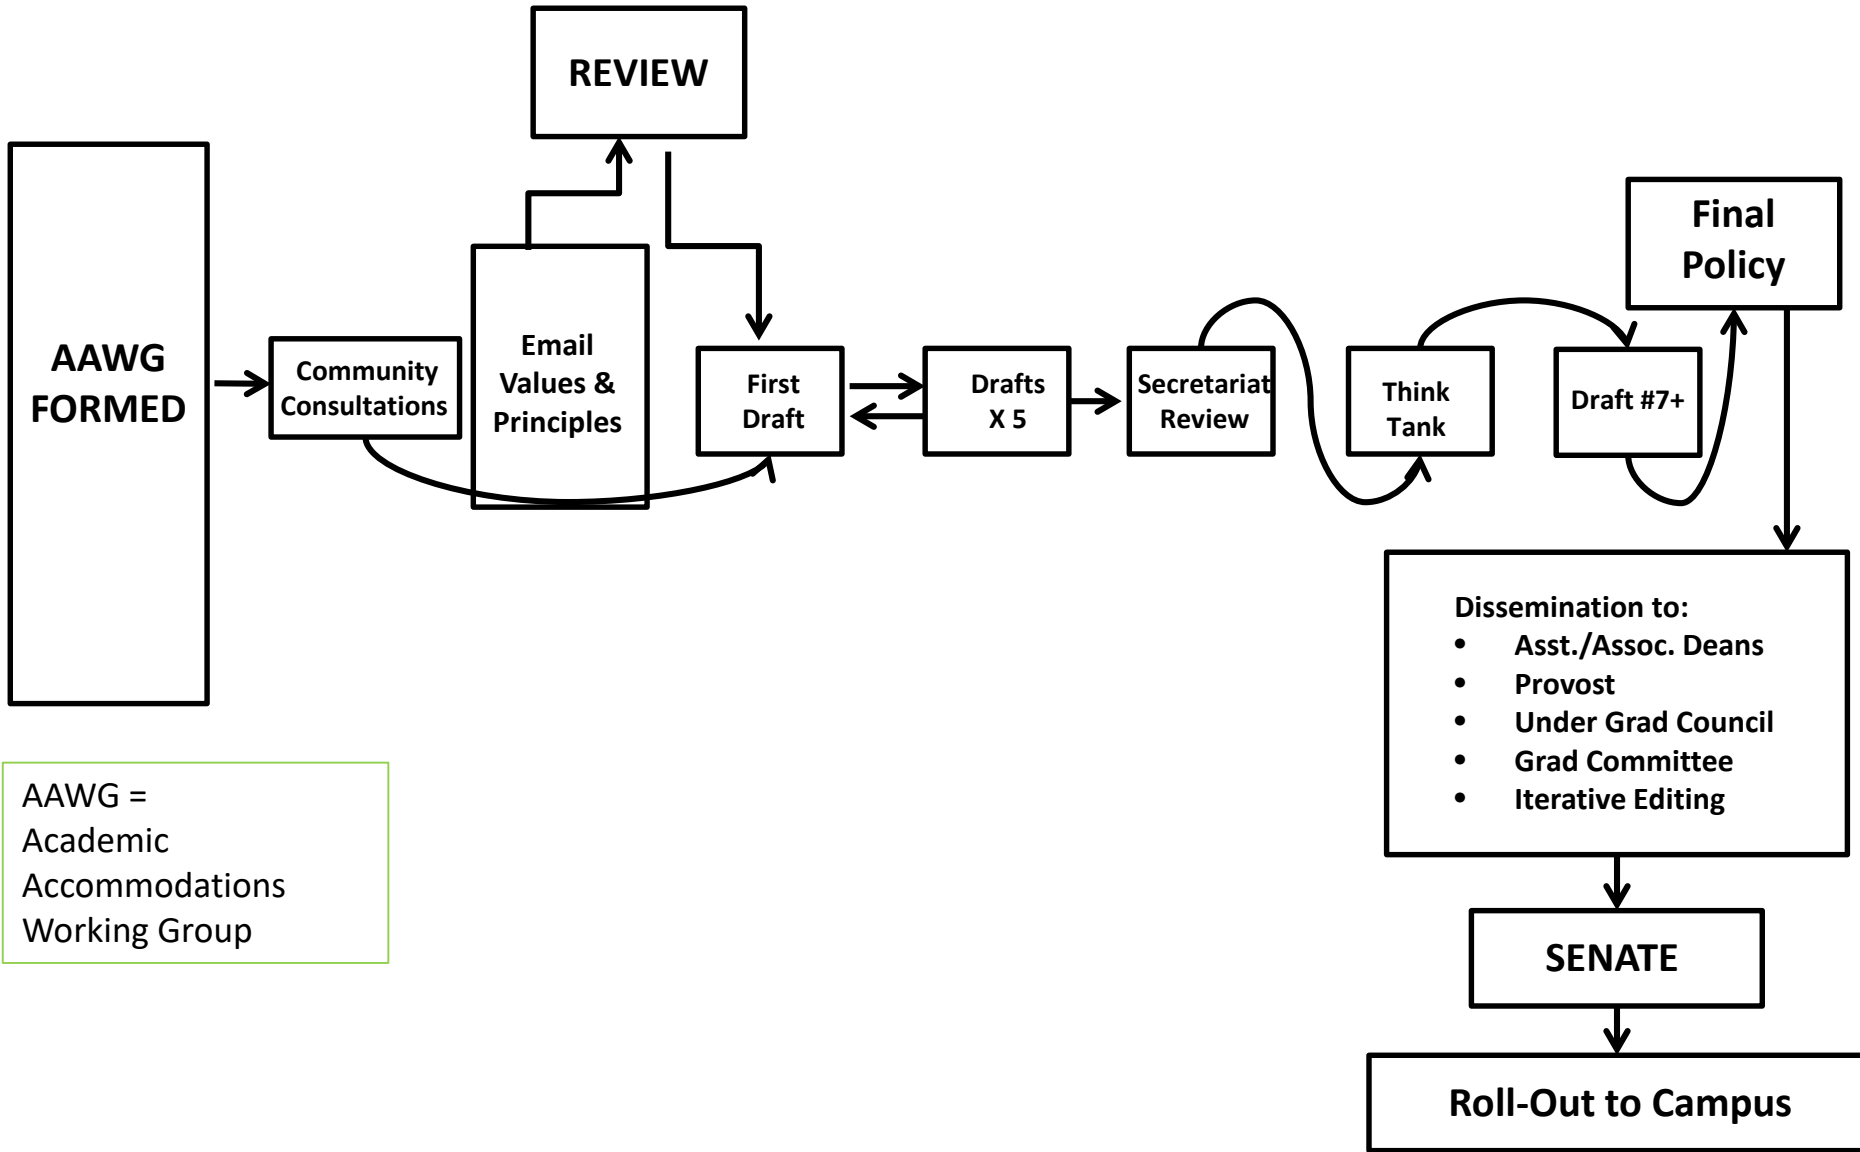 REVIEW
AAWG
FORMED
Community
Consultations
Email
Values &
Principles
First
Draft
Drafts
X 5
Secretariat
Review
Think
Tank
Draft #7+
Final
Policy
Dissemination to:
• Asst./Assoc. Deans
• Provost
• Under Grad Council
• Grad Committee
• Iterative Editing
SENATE
Roll-Out to Campus
AAWG =
Academic
Accommodations
Working Group